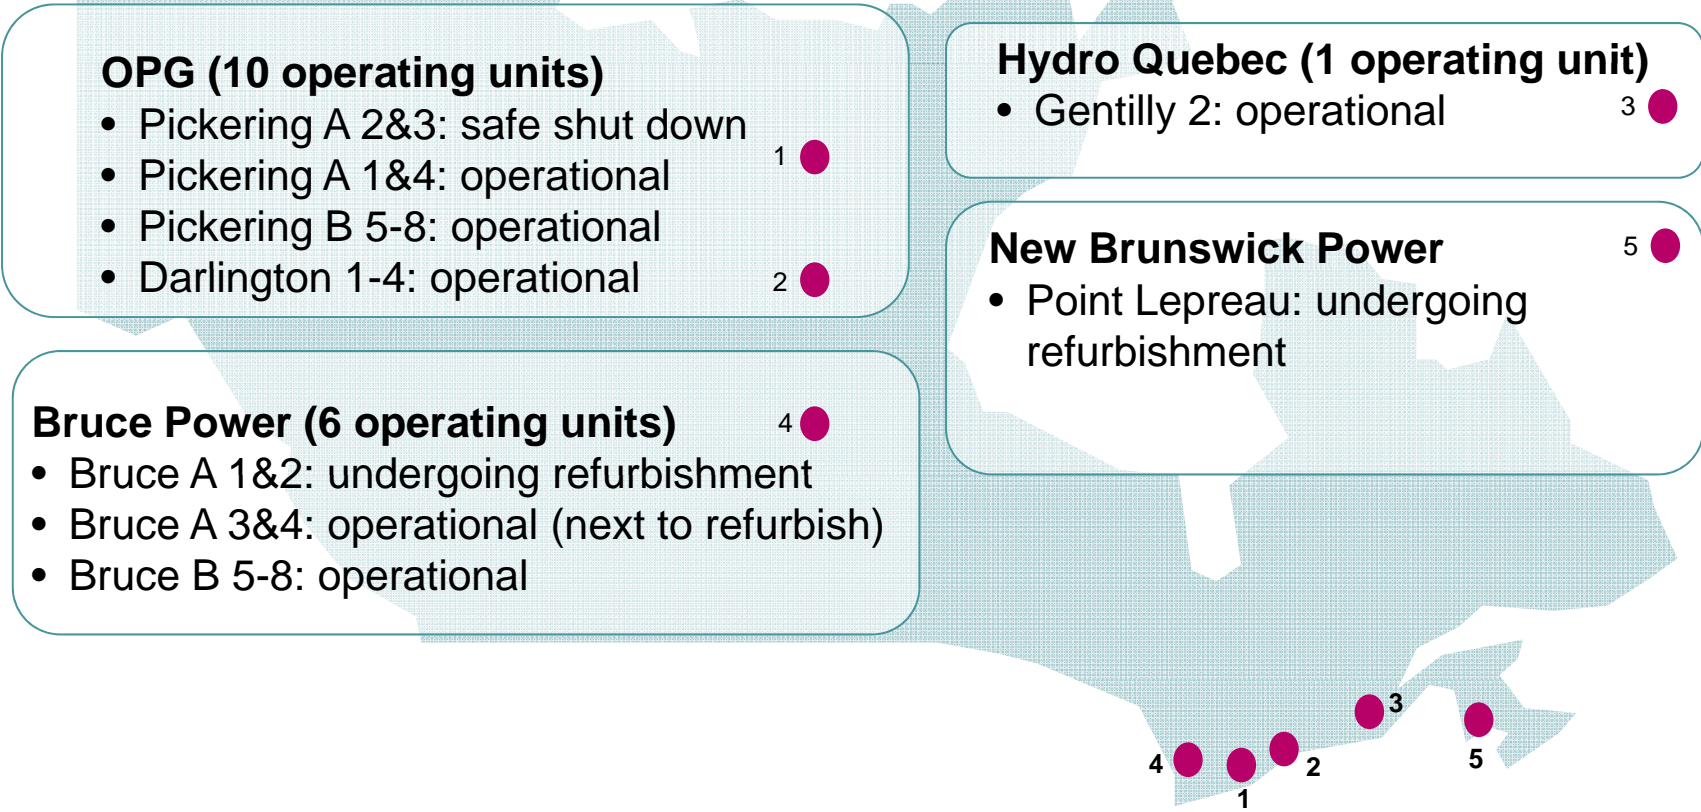 OPG (10 operating units)
• Pickering A 2&3: safe shut down
• Pickering A 1&4: operational
1
• Pickering B 5-8: operational
• Darlington 1-4: operational
2
Hydro Quebec (1 operating unit)
• Gentilly 2: operational
3
New Brunswick Power
5
• Point Lepreau: undergoing
refurbishment
Bruce Power (6 operating units)
4
• Bruce A 1&2: undergoing refurbishment
• Bruce A 3&4: operational (next to refurbish)
• Bruce B 5-8: operational
3
4
2
5
1